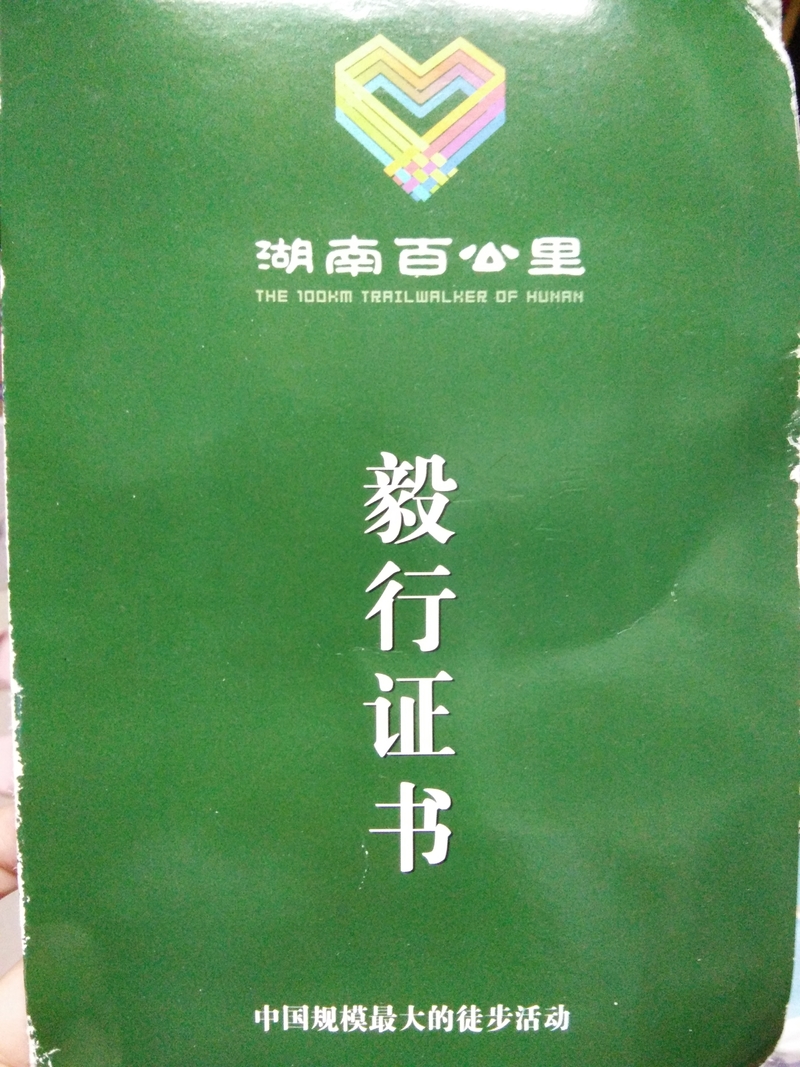 湖南百公里
THE 100KM TRAILWALKER OF HUNAN
毅行证书
中国规模最大的徒步活动